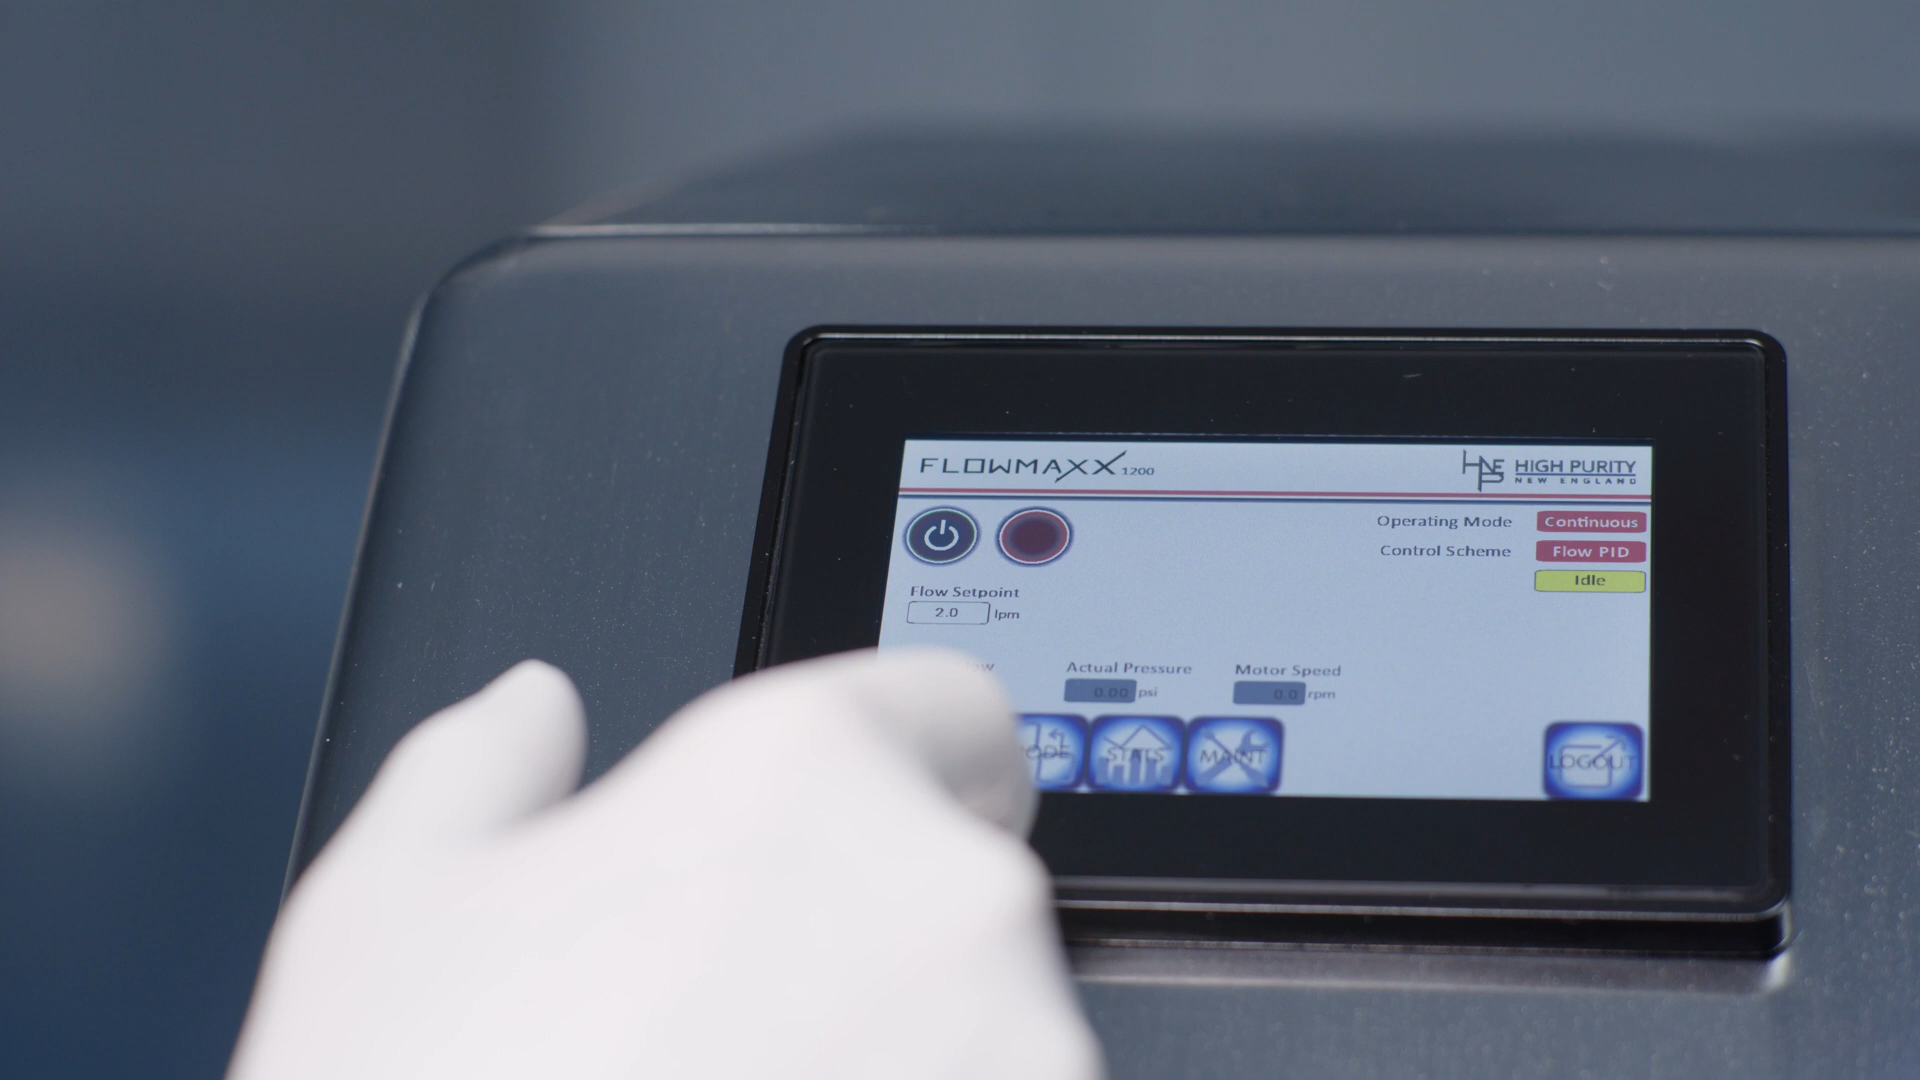 FLOWMAXX 1200
HNE HIGH PURITY
NEW ENGLAND
Operating Mode Continuous
Control Scheme Flow PID
Idle
Flow Setpoint
2.0 lpm
Actual Pressure Motor Speed
0.00 psi 0.0 rpm
STATS MAINT LOGOUT